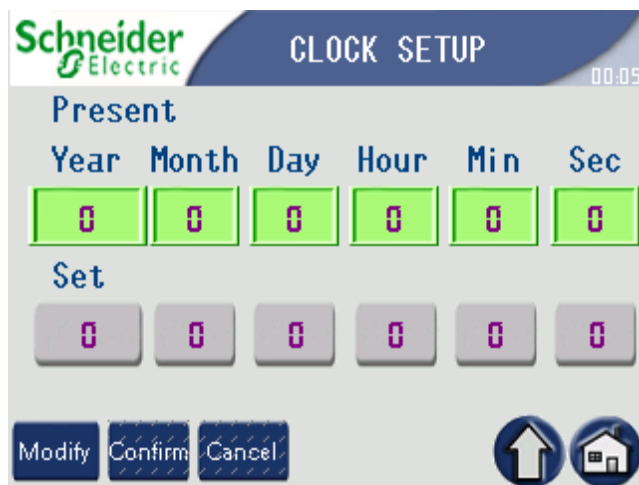 Schneider
Electric
CLOCK SETUP
00:05
Present
Year Month Day Hour Min Sec
0 0 0 0 0 0
Set
0 0 0 0 0 0
Modify Confirm Cancel